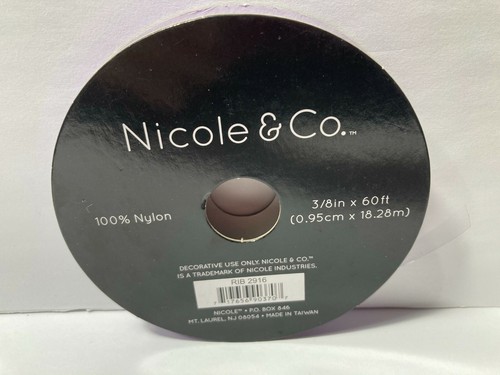 Nicole & Co.™
100% Nylon
3/8in x 60ft
(0.95cm x 18.28m)
DECORATIVE USE ONLY. NICOLE & CO.™
IS A TRADEMARK OF NICOLE INDUSTRIES.
RIB 2916
NICOLE™ • P.O. BOX 846
MT. LAUREL, NJ 08054 • MADE IN TAIWAN